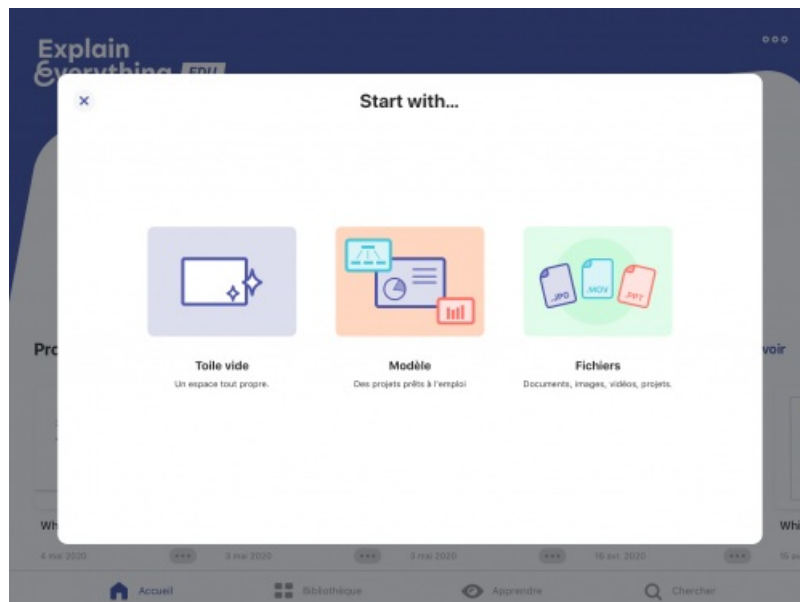 Explain
Everything EDU
Start with...
Toile vide
Un espace tout propre.
Modèle
Des projets prêts à l'emploi
.JPG
.MOV
.PPT
Fichiers
Documents, images, vidéos, projets.
Pro
voir
Wh
Whi
4 mai 2020
3 mai 2020
3 mai 2020
16 avr. 2020
Accueil
Bibliothèque
Apprendre
Chercher